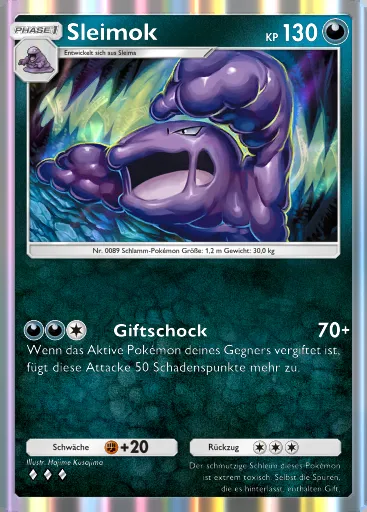 PHASE 1
Sleimok
KP 130
Entwickelt sich aus Sleima
Nr. 0089 Schlamm-Pokémon Größe: 1,2 m Gewicht: 30,0 kg
Giftschock 70+
Wenn das Aktive Pokémon deines Gegners vergiftet ist,
fügt diese Attacke 50 Schadenspunkte mehr zu.
Schwäche +20
Rückzug
Illustr. Hajime Kusajima
Der schmutzige Schleim dieses Pokémon
ist extrem toxisch. Selbst die Spuren,
die es hinterlässt, enthalten Gift.